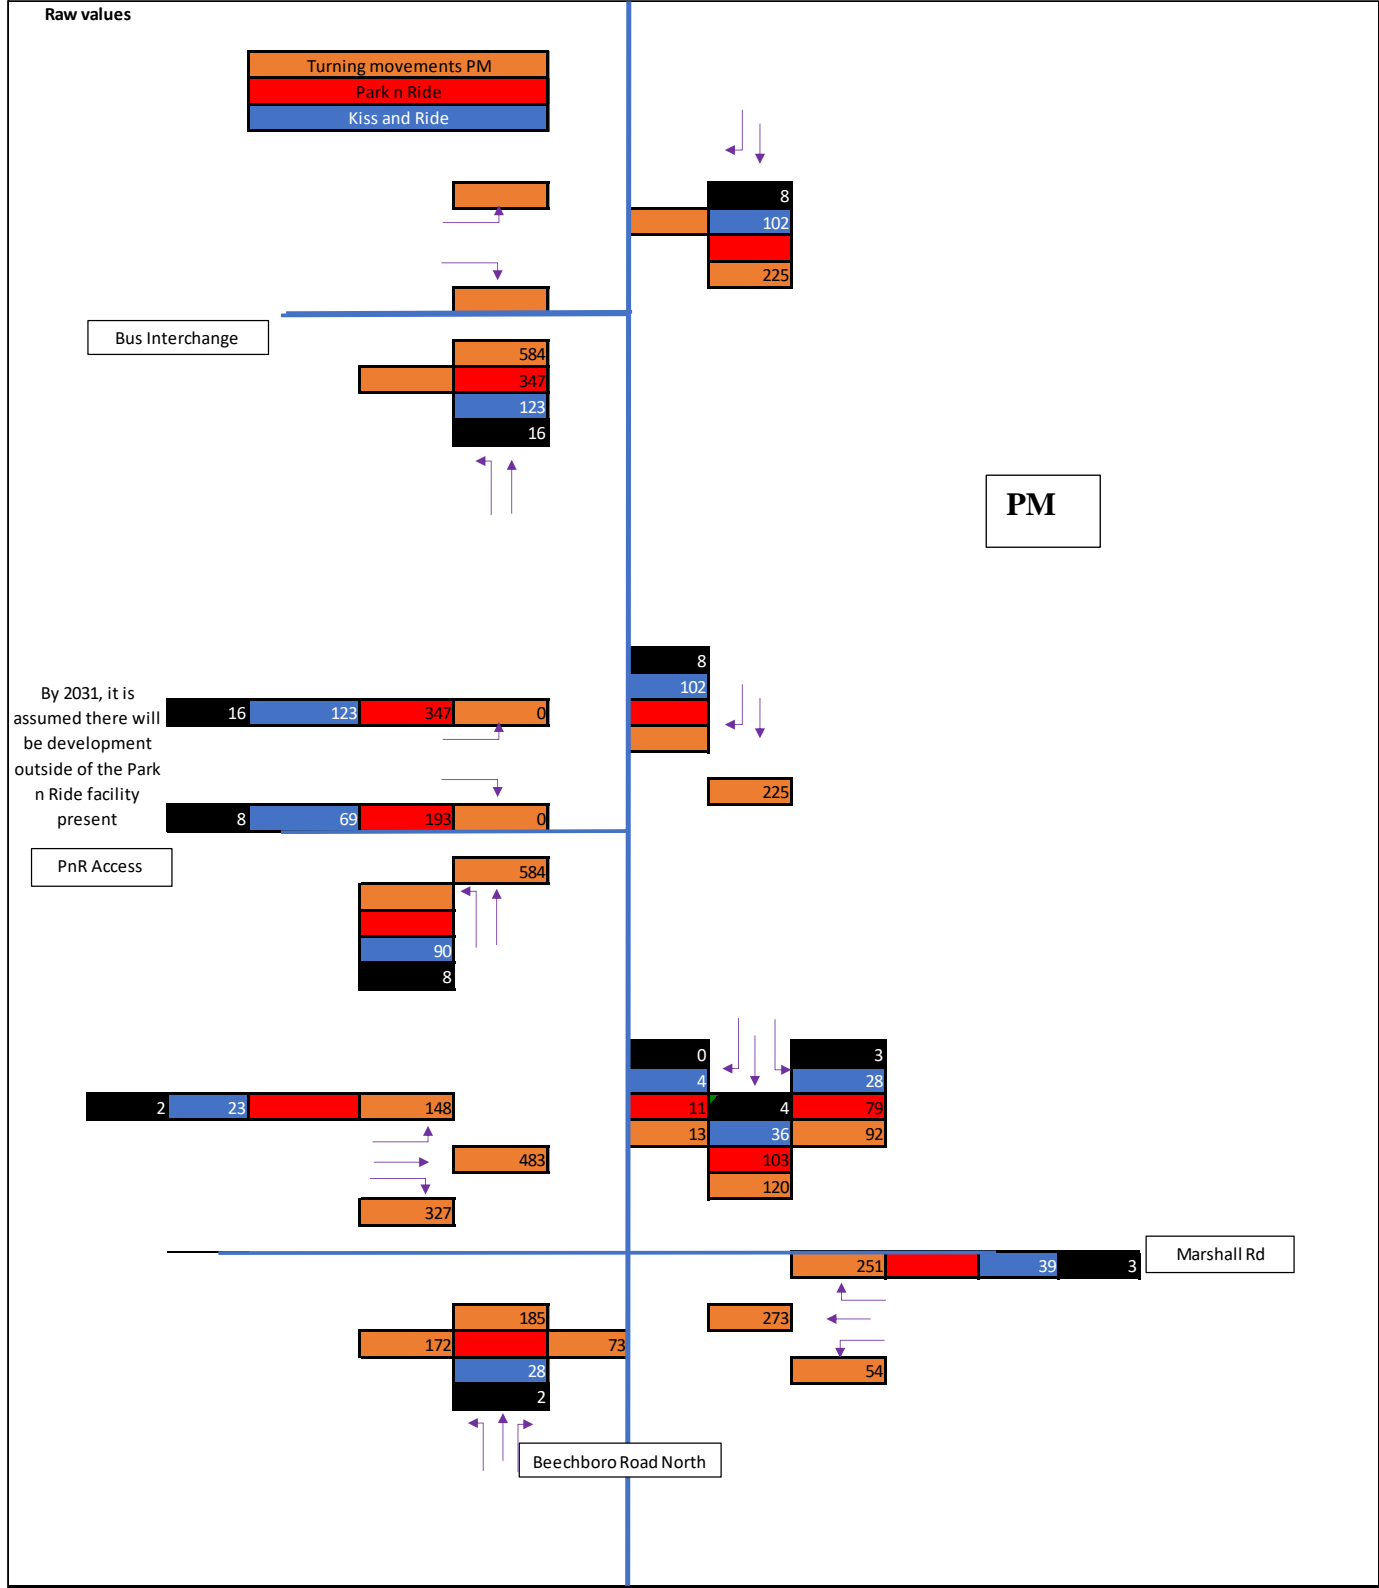 Raw values
Turning movements PM
Park n Ride
Kiss and Ride
8
102
225
Bus Interchange
584
347
123
16
PM
8
102
By 2031, it is
assumed there will
be development
outside of the Park
n Ride facility
present
16 123 347 0
225
8 69 193 0
PnR Access
584
90
8
0 3
4 28
2 23 148
11 4 79
13 36 92
483
103
120
327
Marshall Rd
251 39 3
185
273
172 73
28
54
2
Beechboro Road North